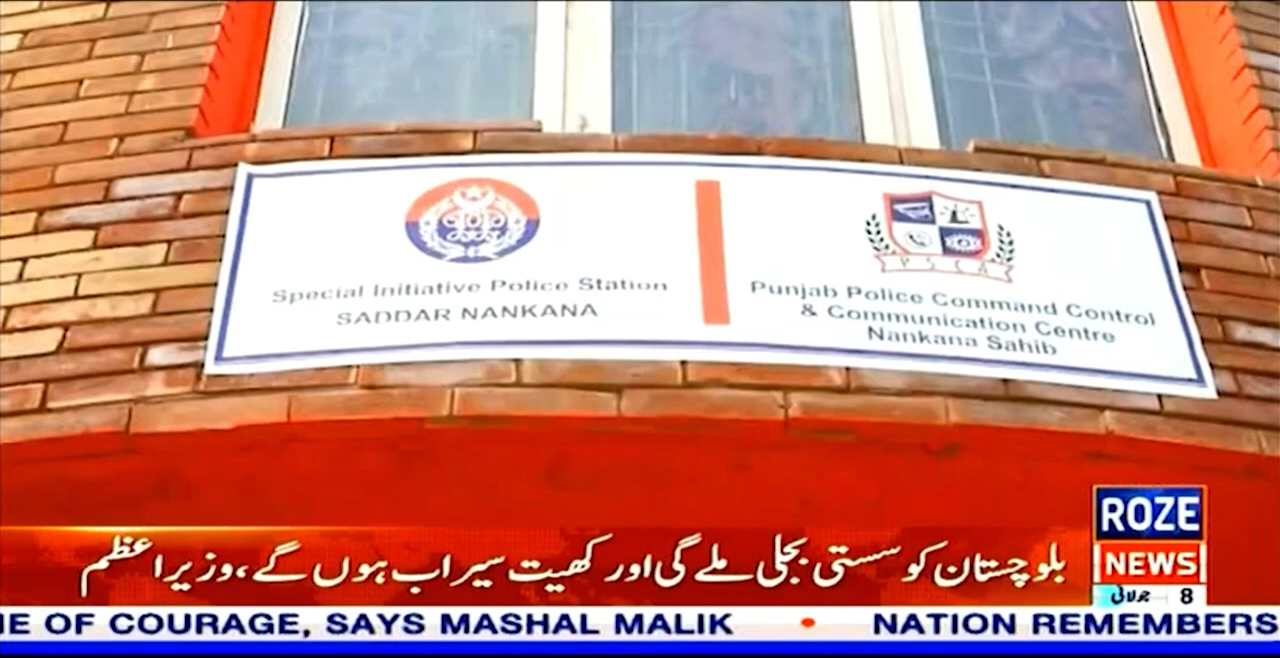 Special Initiative Police Station
SADDAR NANKANA
PSCA
Punjab Police Command Control
& Communication Centre
Nankana Sahib
بلوچستان کو سستی بجلی ملے گی اور کھیت سیراب ہوں گے، وزیراعظم
ROZE
NEWS
8 جولائی
E OF COURAGE, SAYS MASHAL MALIK • NATION REMEMBERS